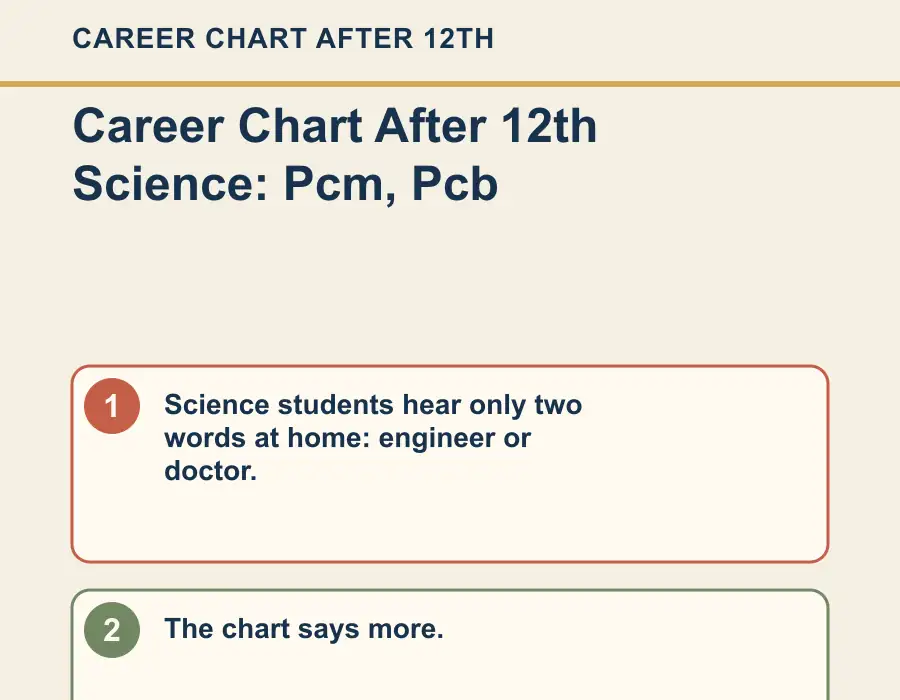 CAREER CHART AFTER 12TH
Career Chart After 12th
Science: Pcm, Pcb
1
Science students hear only two
words at home: engineer or
doctor.
2
The chart says more.